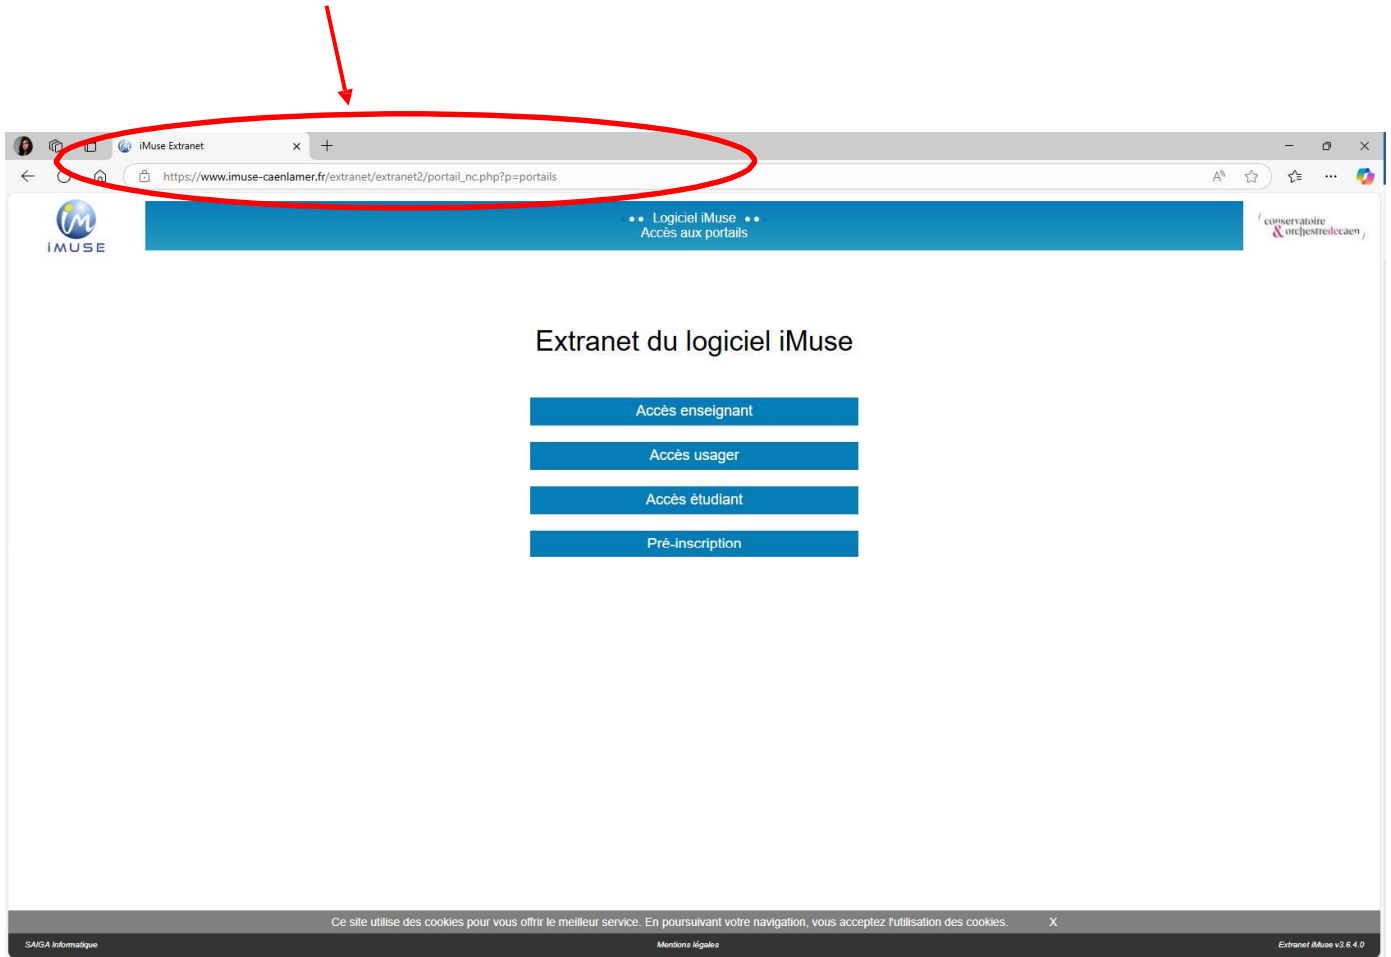 iMuse Extranet
https://www.imuse-caenlamer.fr/extranet/extranet2/portail_nc.php?p=portails
iMUSE
•• Logiciel iMuse ••
Accès aux portails
conservatoire
& orchestredecaen
Extranet du logiciel iMuse
Accès enseignant
Accès usager
Accès étudiant
Pré-inscription
Ce site utilise des cookies pour vous offrir le meilleur service. En poursuivant votre navigation, vous acceptez l'utilisation des cookies. X
SAIGA Informatique
Mentions légales
Extranet iMuse v3.6.4.0